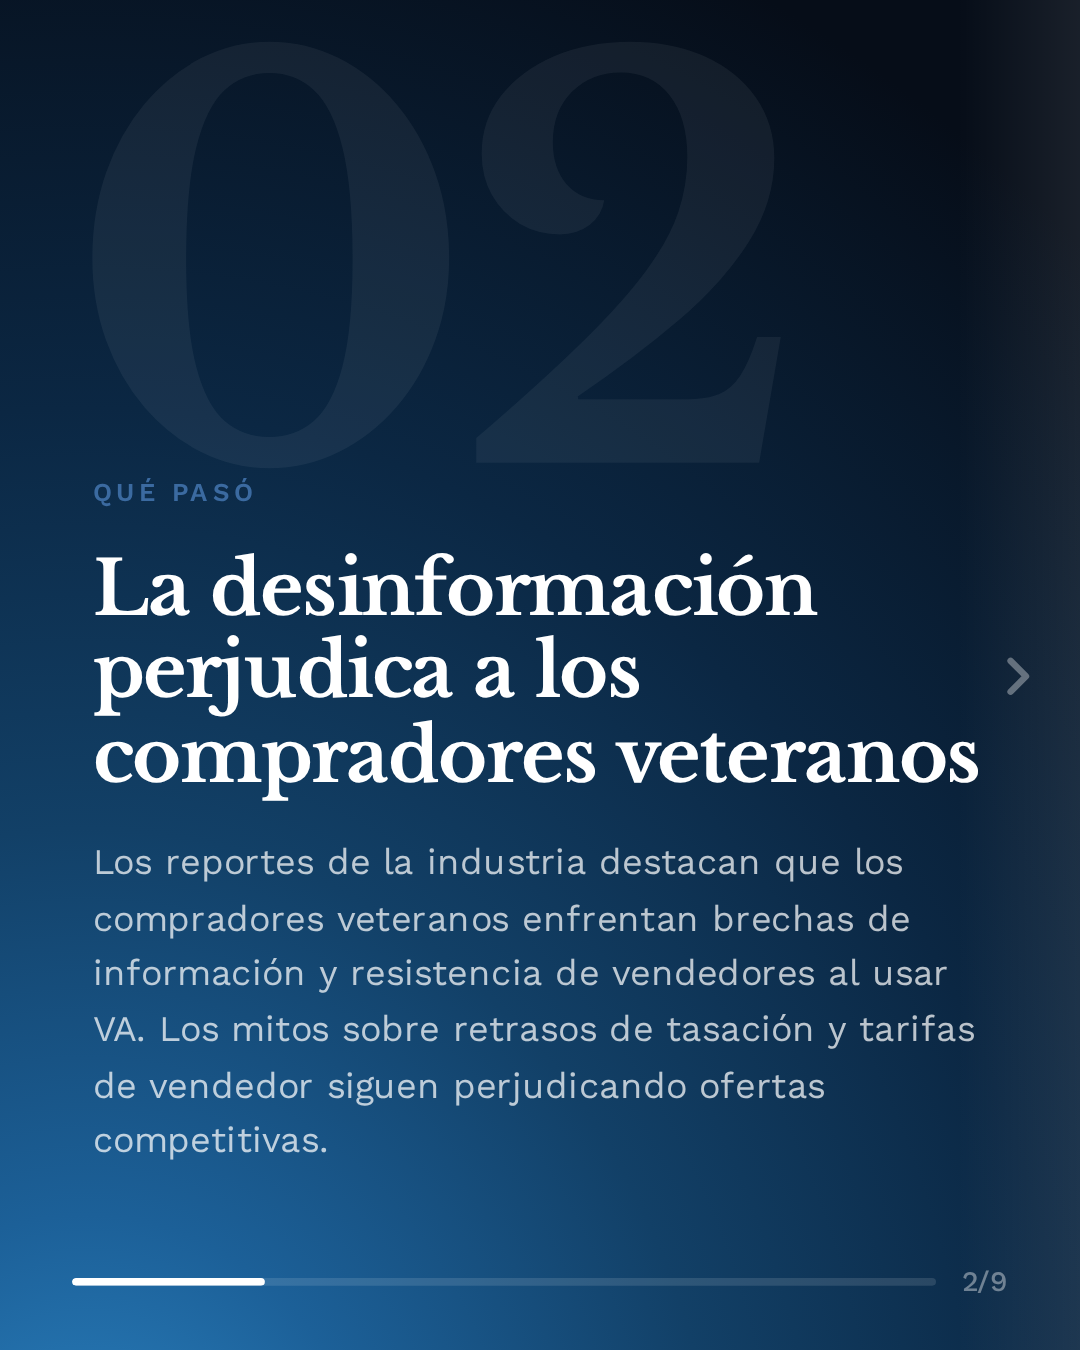 02
QUÉ PASÓ
La desinformación
perjudica a los
compradores veteranos
Los reportes de la industria destacan que los
compradores veteranos enfrentan brechas de
información y resistencia de vendedores al usar
VA. Los mitos sobre retrasos de tasación y tarifas
de vendedor siguen perjudicando ofertas
competitivas.
2/9